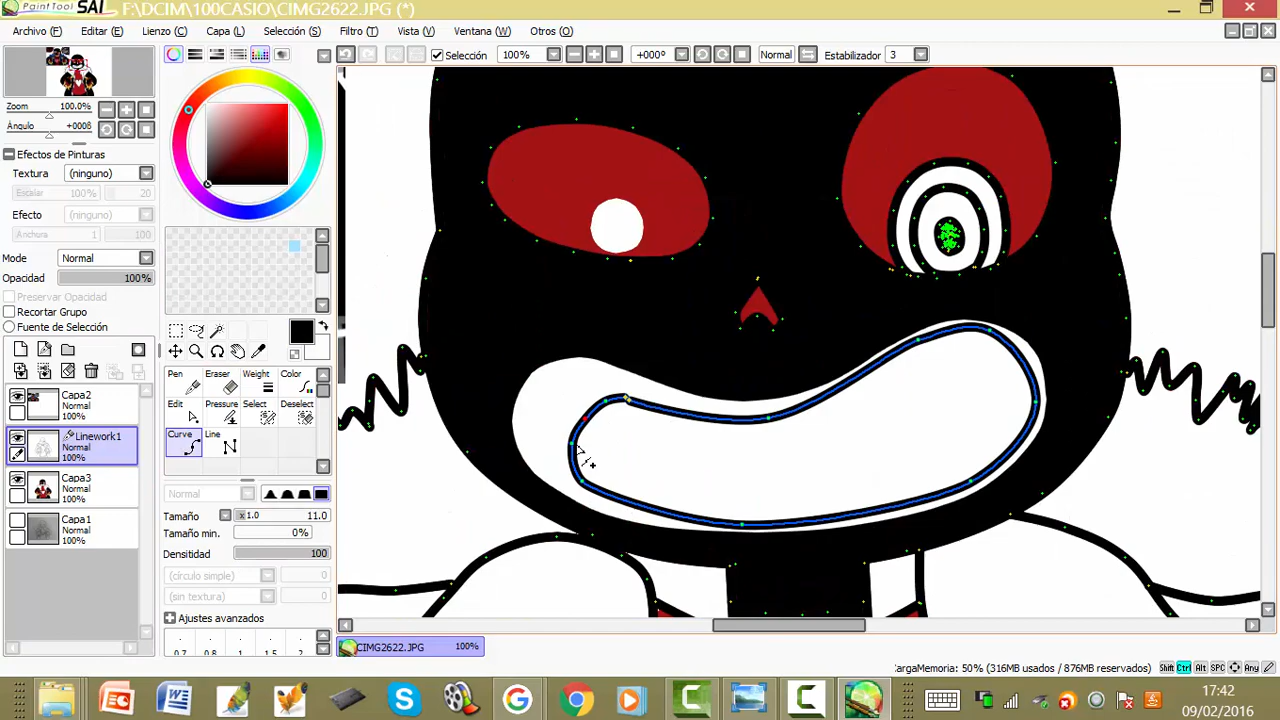 PaintTool SAI F:\DCIM\100CASIO\CIMG2622.JPG (*)
Archivo (F) Editar (E) Lienzo (C) Capa (L) Selección (S) Filtro (T) Vista (V) Ventana (W) Otros (O)
Selección 100% +000º Normal Estabilizador 3
Zoom 100.0%
Ángulo +000º
Efectos de Pinturas
Textura (ninguno)
Escalar 100% 20
Efecto (ninguno)
Anchura 1 100
Mode Normal
Opacidad 100%
Preservar Opacidad
Recortar Grupo
Fuente de Selección
Capa2
Normal
100%
Linework1
Normal
100%
Capa3
Normal
100%
Capa1
Normal
100%
Pen Eraser Weight Color
Edit Pressure Select Deselect
Curve Line
Normal
Tamaño x 1.0 11.0
Tamaño min. 0%
Densidad 100
(círculo simple) 0
(sin textura) 0
Ajustes avanzados
0.7 0.8 1 1.5 2
CIMG2622.JPG 100%
CargaMemoria: 50% (316MB usados / 876MB reservados) Shift Ctrl Alt SPC Any
17:42
09/02/2016